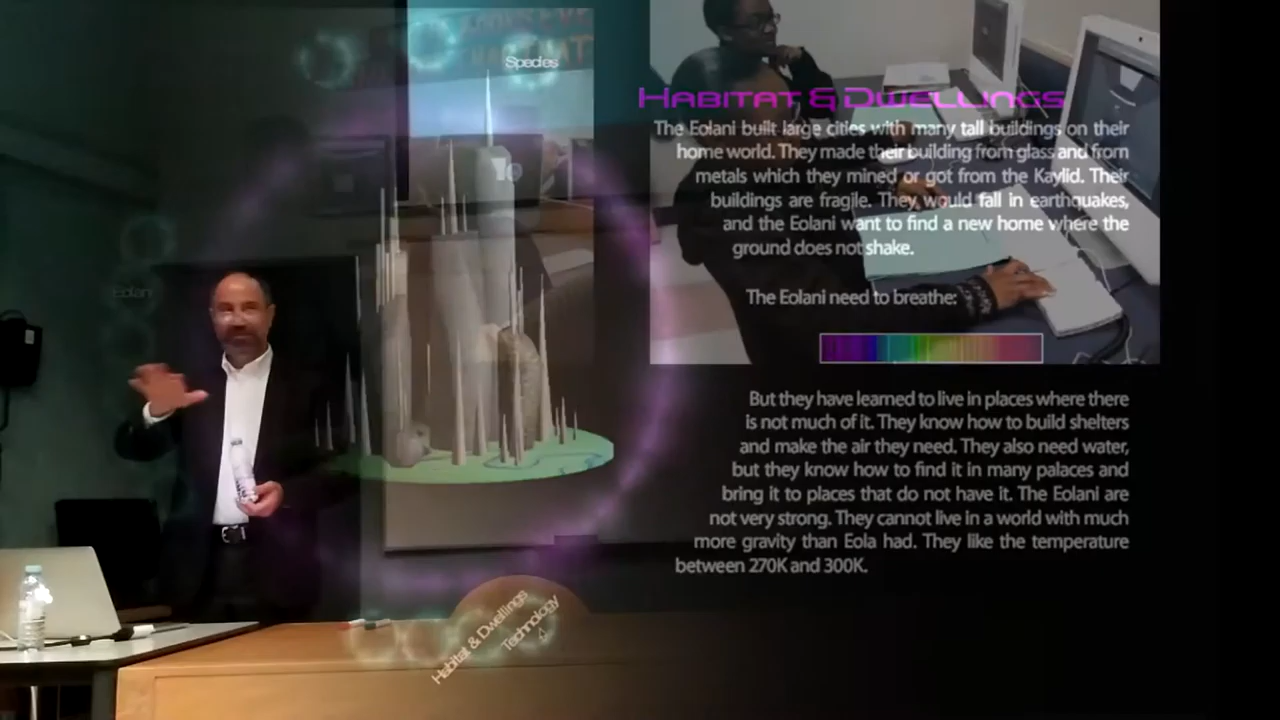 Species
HABITAT & DWELLINGS
The Eolani built large cities with many tall buildings on their
home world. They made their building from glass and from
metals which they mined or got from the Kaylid. Their
buildings are fragile. They would fall in earthquakes,
and the Eolani want to find a new home where the
ground does not shake.
The Eolani need to breathe:
Eolani
But they have learned to live in places where there
is not much of it. They know how to build shelters
and make the air they need. They also need water,
but they know how to find it in many palaces and
bring it to places that do not have it. The Eolani are
not very strong. They cannot live in a world with much
more gravity than Eola had. They like the temperature
between 270K and 300K.
Habitat & Dwellings
Technology